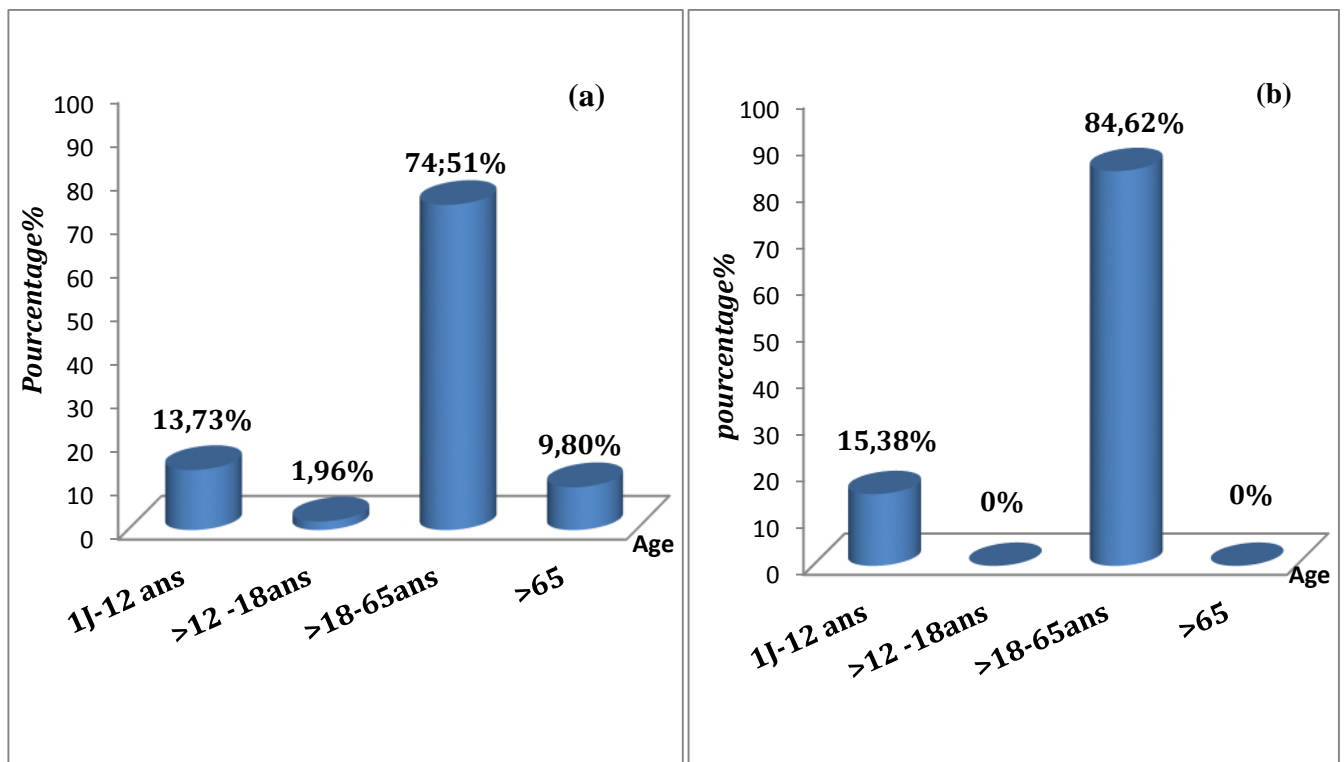 (a)
Pourcentage%
100
90
80
70
60
50
40
30
20
10
0
13,73%
1,96%
74;51%
9,80%
Age
1J-12 ans
>12 -18ans
>18-65ans
>65
(b)
pourcentage%
100
90
80
70
60
50
40
30
20
10
0
15,38%
0%
84,62%
0%
Age
1J-12 ans
>12 -18ans
>18-65ans
>65